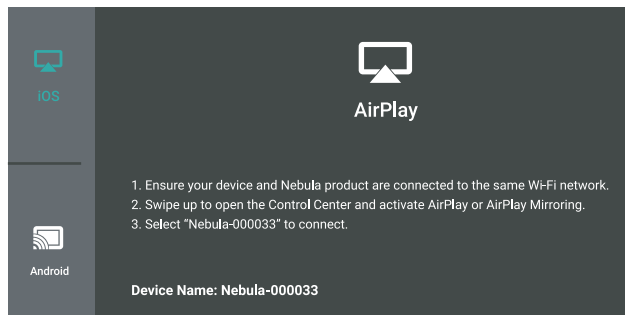 iOS
Android
AirPlay
1. Ensure your device and Nebula product are connected to the same Wi-Fi network.
2. Swipe up to open the Control Center and activate AirPlay or AirPlay Mirroring.
3. Select “Nebula-000033” to connect.
Device Name: Nebula-000033